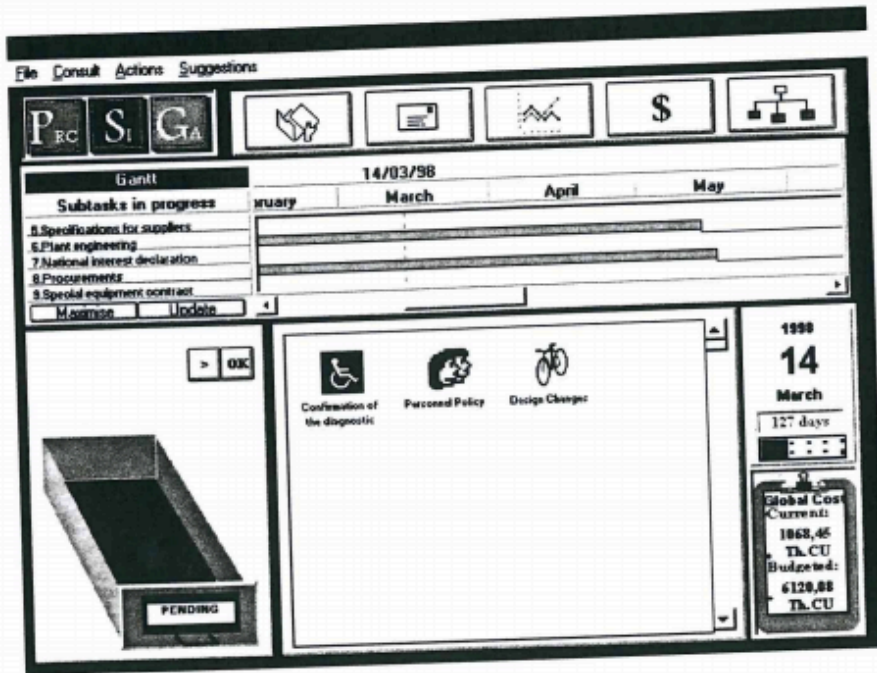 File Consult Actions Suggestions
PEC SI GA
$
Gantt
14/03/98
Subtasks in progress
ruary March April May
5.Specifications for suppliers
6.Plant engineering
7.National interest declaration
8.Procurements
9.Special equipment contract
Maximise Update
> OK
Confirmation of
the diagnostic
Personnel Policy
Design Changes
PENDING
1998
14
March
127 days
Global Cost
Current:
1068,45
Th.CU
Budgeted:
6120,08
Th.CU